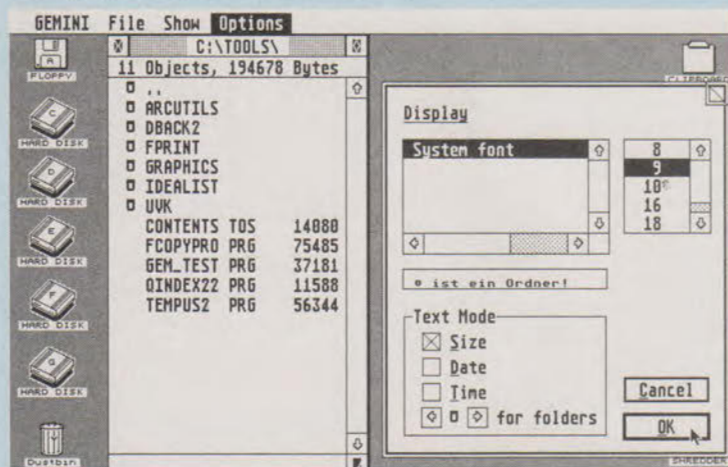 GEMINI File Show Options
FLOPPY
C
HARD DISK
D
HARD DISK
E
HARD DISK
F
HARD DISK
G
HARD DISK
Dustbin
C:\TOOLS\
11 Objects, 194678 Bytes
..
ARCUTILS
DBACK2
FPRINT
GRAPHICS
IDEALIST
UVK
CONTENTS TOS 14080
FCOPYPRO PRG 75485
GEM_TEST PRG 37181
QINDEX22 PRG 11588
TEMPUS2 PRG 56344
CLIPBOARD
Display
System font
8
9
10
16
18
ist ein Ordner!
Text Mode
Size
Date
Time
for folders
Cancel
OK
SHREDDER